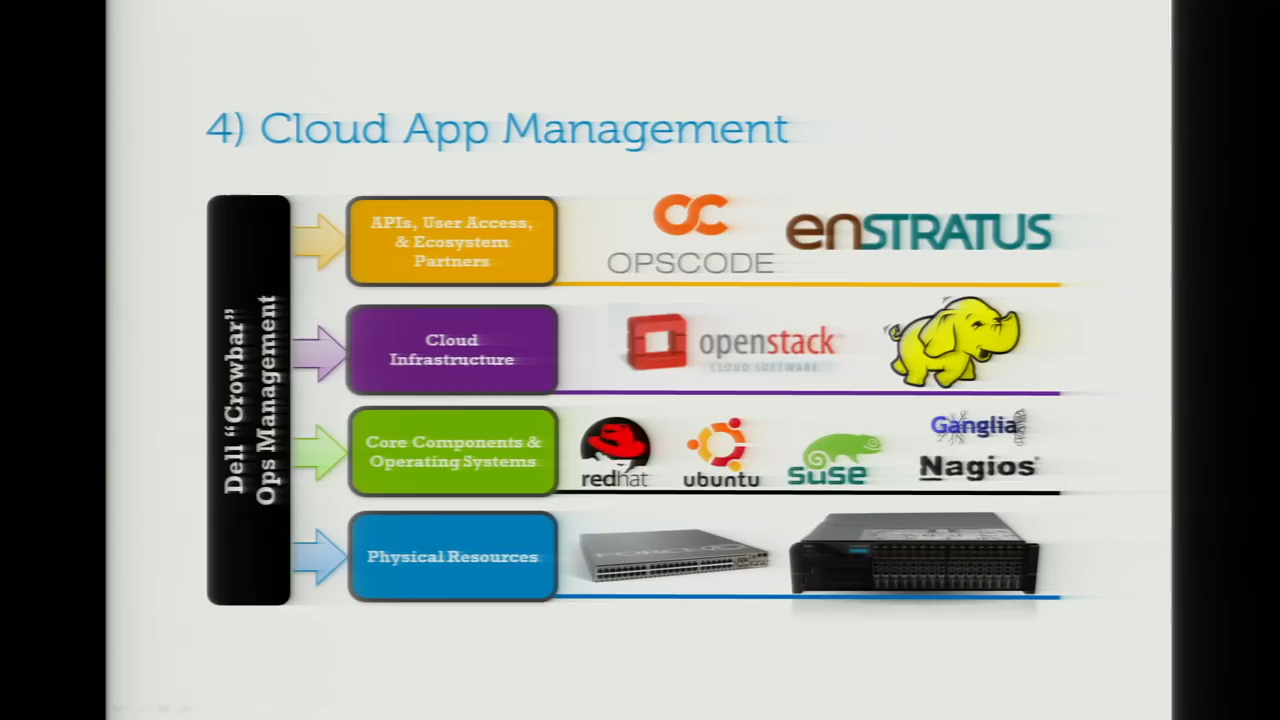 4) Cloud App Management
Dell “Crowbar”
Ops Management
APIs, User Access,
& Ecosystem
Partners
OPSCODE
enSTRATUS
Cloud
Infrastructure
openstack
CLOUD SOFTWARE
Core Components &
Operating Systems
redhat
ubuntu
SUSE
Ganglia
Nagios
Physical Resources
FORCE10